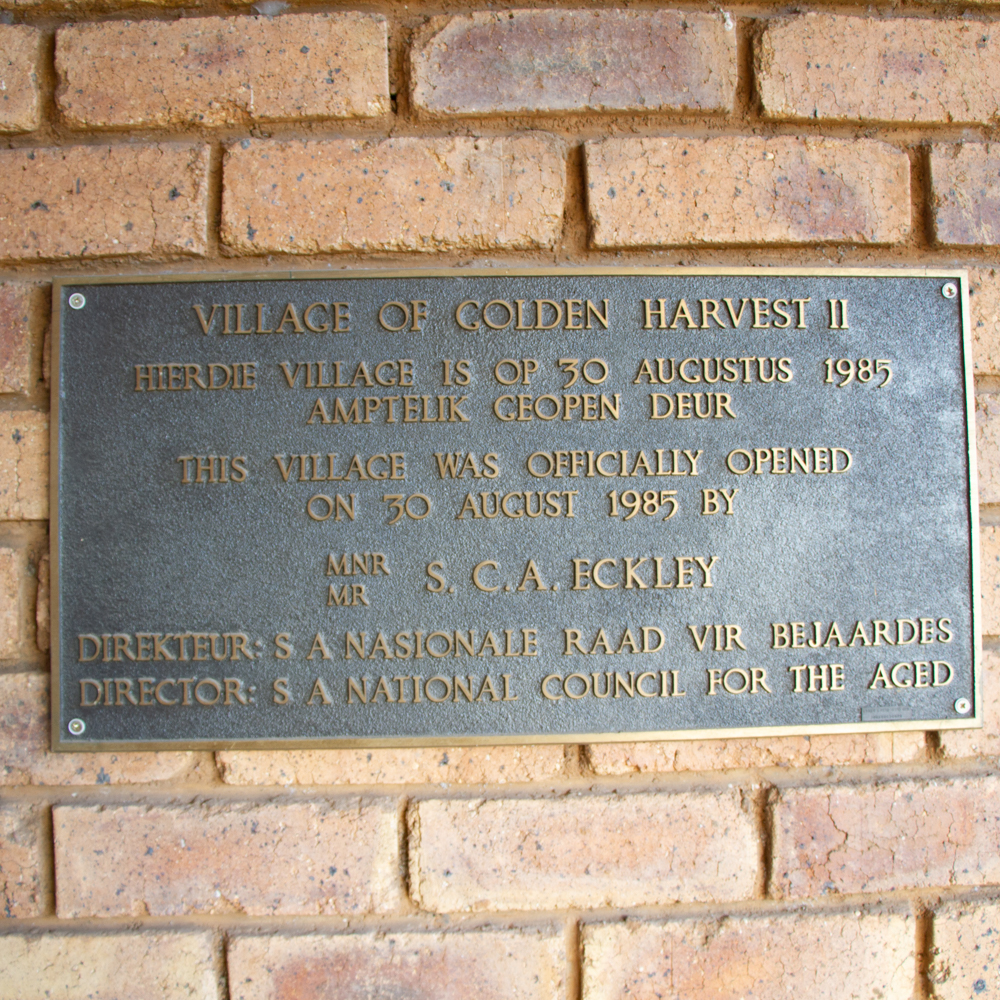 VILLAGE OF GOLDEN HARVEST II
HIERDIE VILLAGE IS OP 30 AUGUSTUS 1985
AMPTELIK GEOPEN DEUR
THIS VILLAGE WAS OFFICIALLY OPENED
ON 30 AUGUST 1985 BY
MNR
MR S. C. A. ECKLEY
DIREKTEUR: S A NASIONALE RAAD VIR BEJAARDES
DIRECTOR: S A NATIONAL COUNCIL FOR THE AGED